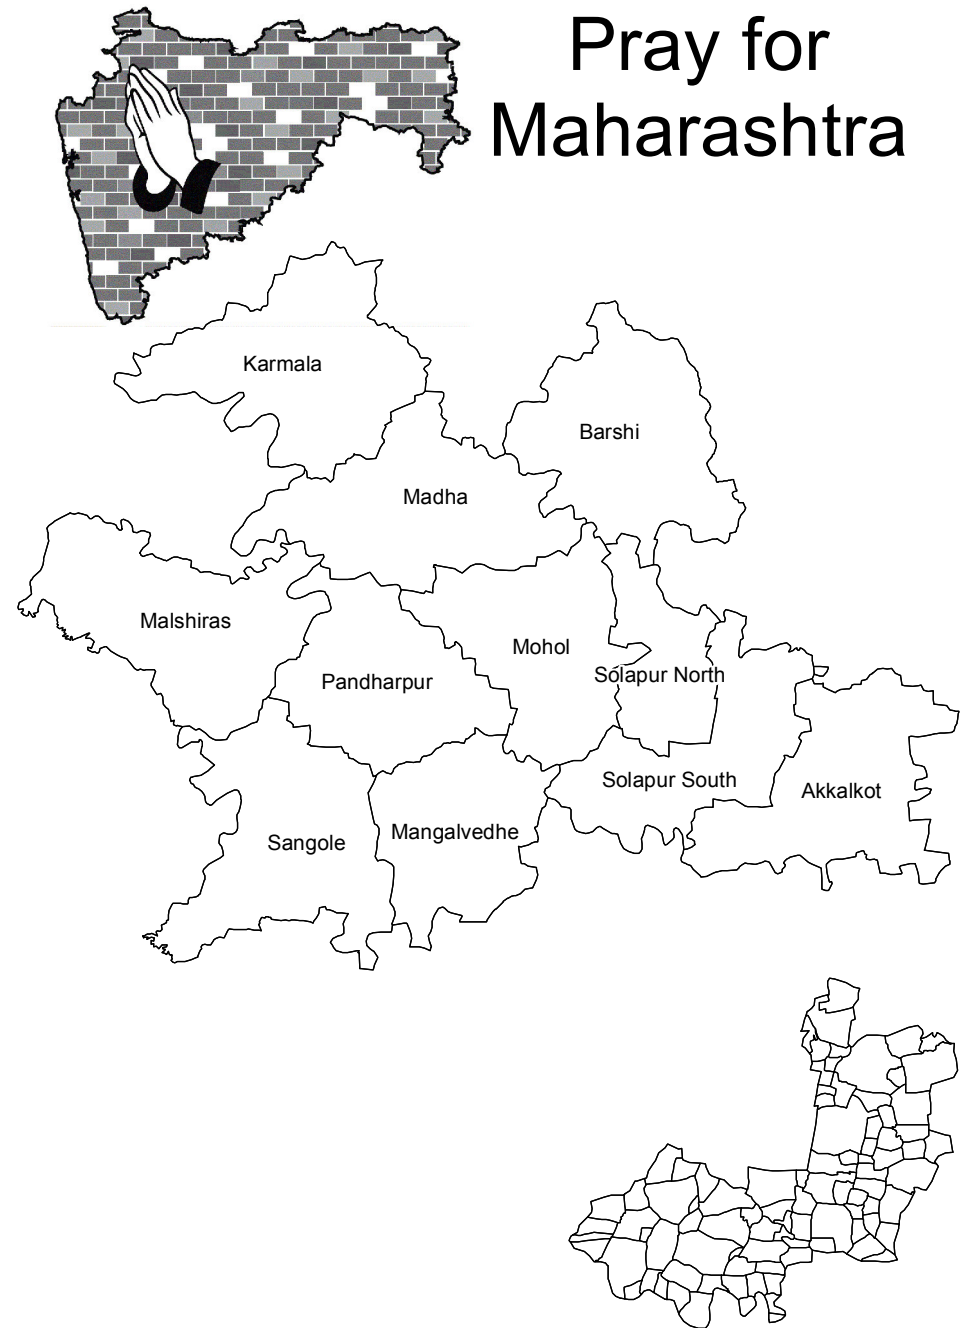 Pray for
Maharashtra
Karmala
Barshi
Madha
Malshiras
Mohol
Solapur North
Pandharpur
Solapur South
Akkalkot
Mangalvedhe
Sangole